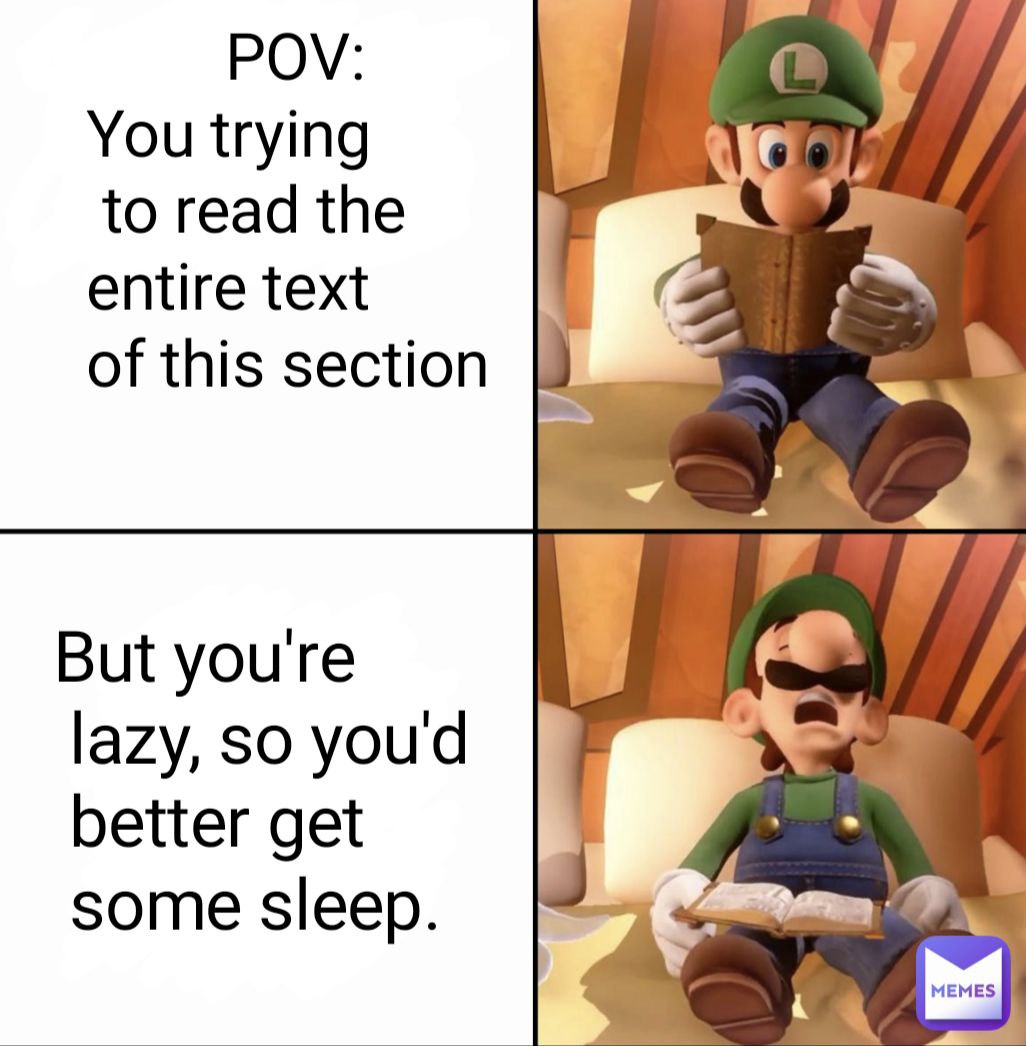 POV:
You trying
to read the
entire text
of this section
L
But you're
lazy, so you'd
better get
some sleep.
MEMES